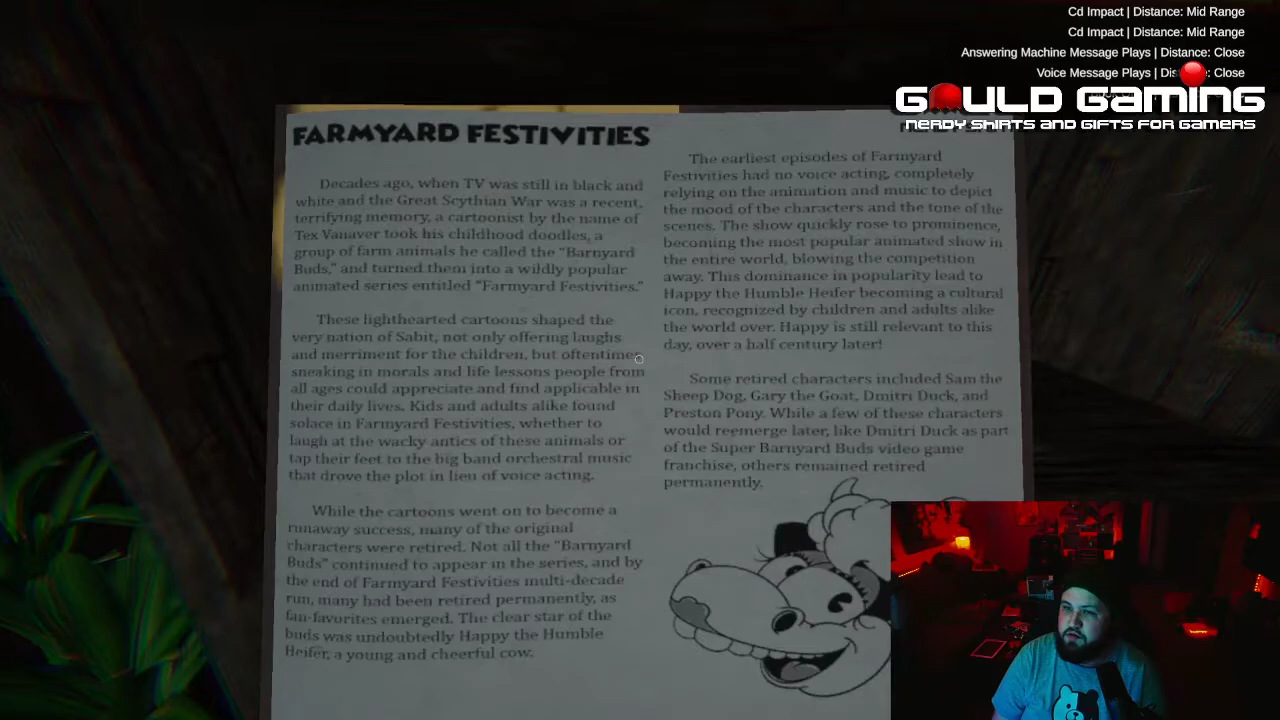 Cd Impact | Distance: Mid Range
Cd Impact | Distance: Mid Range
Answering Machine Message Plays | Distance: Close
Voice Message Plays | Dis : Close
GOULD GAMING
NERDY SHIRTS AND GIFTS FOR GAMERS
FARMYARD FESTIVITIES
Decades ago, when TV was still in black and
white and the Great Scythian War was a recent,
terrifying memory, a cartoonist by the name of
Tex Vanaver took his childhood doodles, a
group of farm animals he called the “Barnyard
Buds,” and turned them into a wildly popular
animated series entitled “Farmyard Festivities.”
These lighthearted cartoons shaped the
very nation of Sabit, not only offering laughs
and merriment for the children, but oftentimes
sneaking in morals and life lessons people from
all ages could appreciate and find applicable in
their daily lives. Kids and adults alike found
solace in Farmyard Festivities, whether to
laugh at the wacky antics of these animals or
tap their feet to the big band orchestral music
that drove the plot in lieu of voice acting.
While the cartoons went on to become a
runaway success, many of the original
characters were retired. Not all the “Barnyard
Buds” continued to appear in the series, and by
the end of Farmyard Festivities multi-decade
run, many had been retired permanently, as
fan-favorites emerged. The clear star of the
buds was undoubtedly Happy the Humble
Heifer, a young and cheerful cow.
The earliest episodes of Farmyard
Festivities had no voice acting, completely
relying on the animation and music to depict
the mood of the characters and the tone of the
scenes. The show quickly rose to prominence,
becoming the most popular animated show in
the entire world, blowing the competition
away. This dominance in popularity lead to
Happy the Humble Heifer becoming a cultural
icon, recognized by children and adults alike
the world over. Happy is still relevant to this
day, over a half century later!
Some retired characters included Sam the
Sheep Dog, Gary the Goat, Dmitri Duck, and
Preston Pony. While a few of these characters
would reemerge later, like Dmitri Duck as part
of the Super Barnyard Buds video game
franchise, others remained retired
permanently.